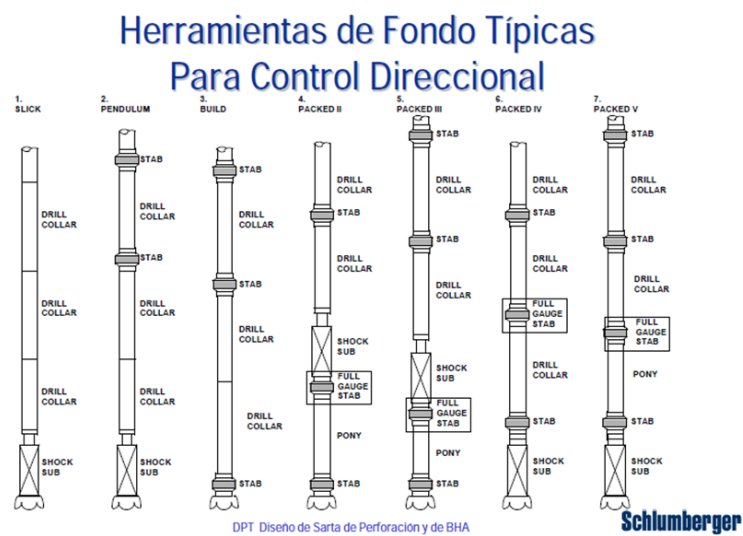 Herramientas de Fondo Típicas
Para Control Direccional
1.
SLICK
DRILL
COLLAR
DRILL
COLLAR
DRILL
COLLAR
SHOCK
SUB
2.
PENDULUM
STAB
DRILL
COLLAR
STAB
DRILL
COLLAR
DRILL
COLLAR
SHOCK
SUB
3.
BUILD
STAB
DRILL
COLLAR
STAB
DRILL
COLLAR
DRILL
COLLAR
STAB
4.
PACKED II
DRILL
COLLAR
STAB
DRILL
COLLAR
SHOCK
SUB
FULL
GAUGE
STAB
PONY
STAB
5.
PACKED III
STAB
DRILL
COLLAR
STAB
DRILL
COLLAR
SHOCK
SUB
FULL
GAUGE
STAB
PONY
STAB
6.
PACKED IV
DRILL
COLLAR
STAB
DRILL
COLLAR
FULL
GAUGE
STAB
DRILL
COLLAR
STAB
SHOCK
SUB
7.
PACKED V
STAB
DRILL
COLLAR
STAB
DRILL
COLLAR
FULL
GAUGE
STAB
PONY
STAB
SHOCK
SUB
DPT Diseño de Sarta de Perforación y de BHA
Schlumberger